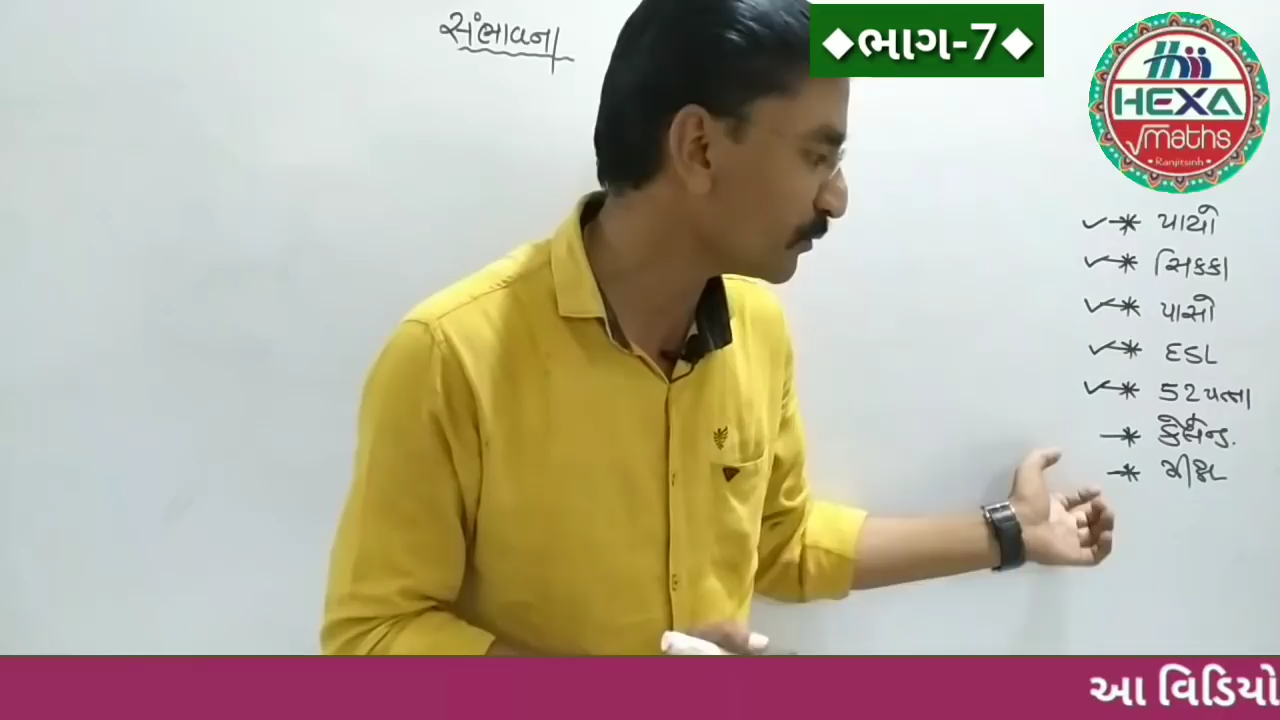 સંભાવના
◆ભાગ-7◆
HEXA
maths
Ranjitsinh
✓* પાયો
✓* સિક્કા
✓* પાસો
✓* દડા
✓* 52 પત્તા
* કેલેન્ડ.
આ વિડિયો